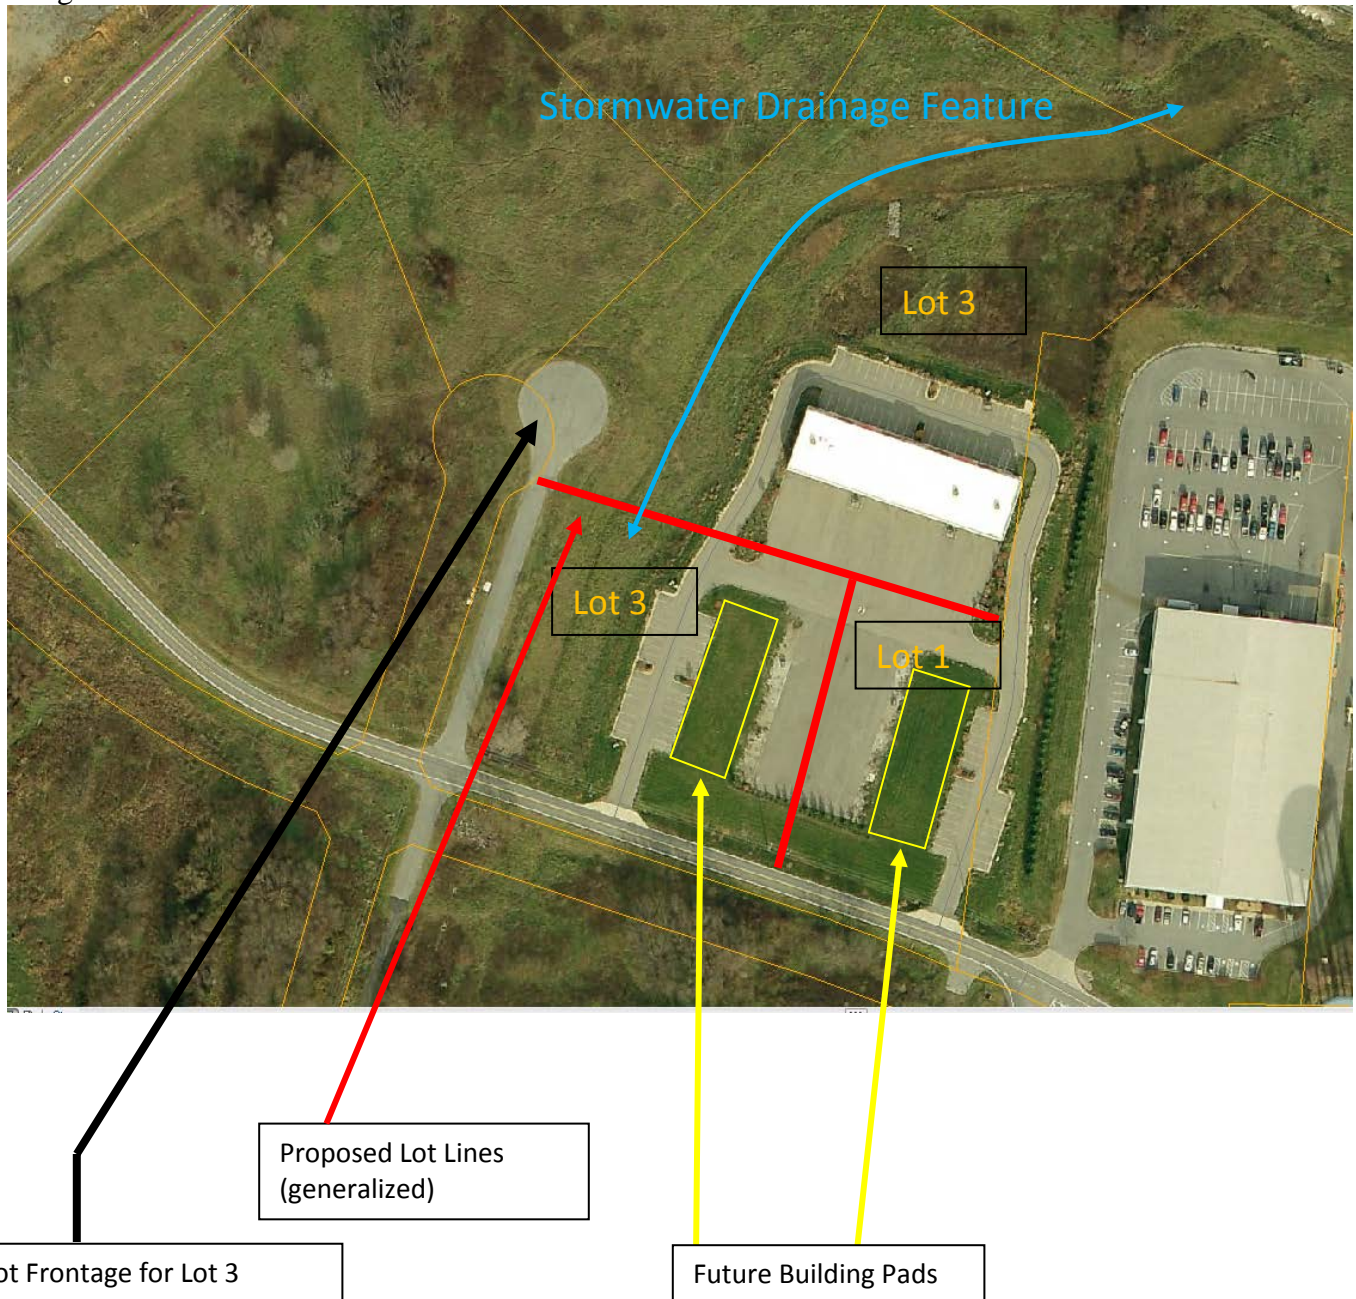 Stormwater Drainage Feature
Lot 3
Lot 3
Lot 1
Proposed Lot Lines
(generalized)
Frontage for Lot 3
Future Building Pads